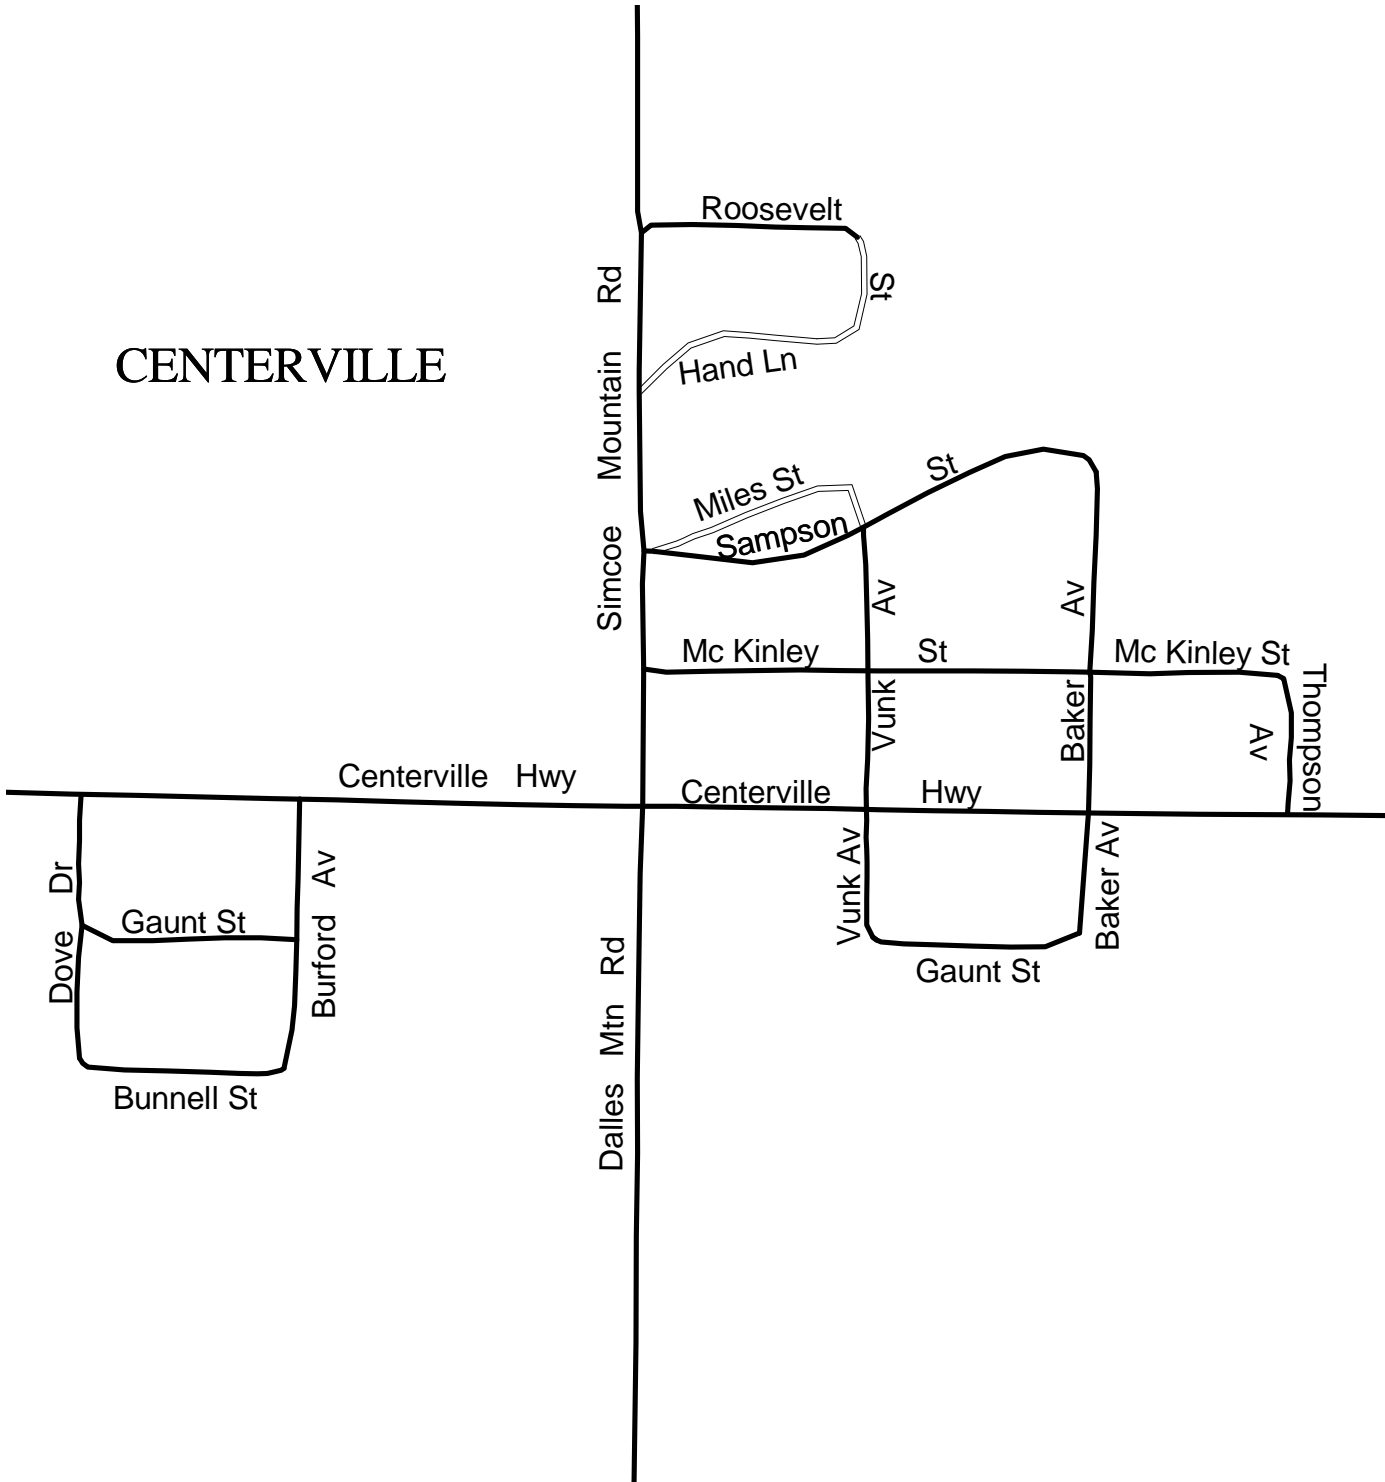 Roosevelt
St
Hand Ln
CENTERVILLE
Simcoe Mountain Rd
Miles St
Sampson St
Mc Kinley St
Mc Kinley St
Vunk Av
Baker Av
Thompson Av
Centerville Hwy
Centerville Hwy
Dove Dr
Gaunt St
Burford Av
Bunnell St
Dalles Mtn Rd
Vunk Av
Baker Av
Gaunt St